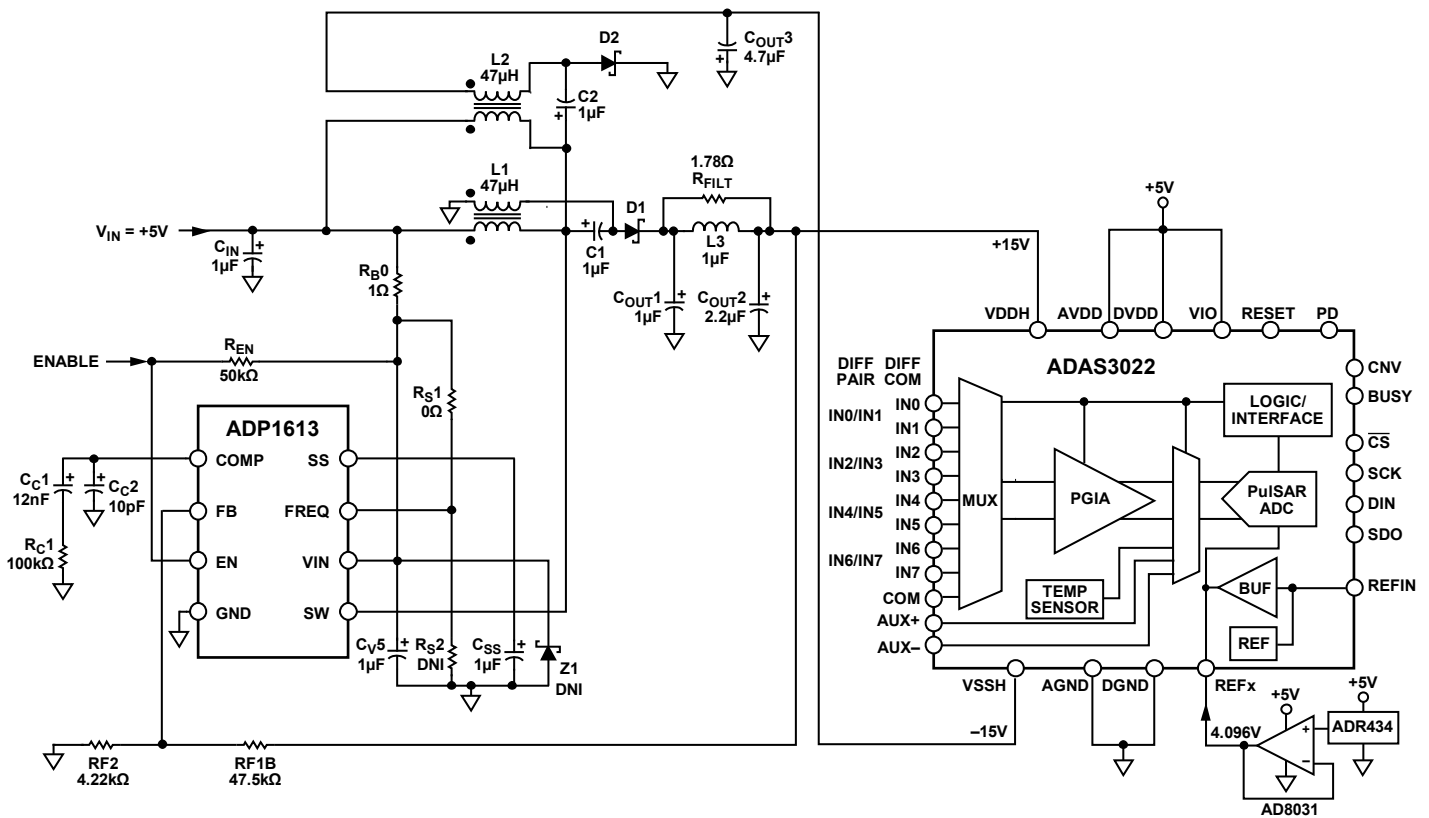 D2
COUT3
4.7µF
L2
47µH
C2
1µF
+
+
L1
47µH
1.78Ω
RFILT
D1
+5V
VIN = +5V
CIN
1µF
+
+
C1
1µF
L3
1µF
+15V
RB0
1Ω
COUT1
1µF
+
COUT2
2.2µF
+
VDDH
AVDD
DVDD
VIO
RESET
PD
ENABLE
REN
50kΩ
RS1
0Ω
DIFF
PAIR
DIFF
COM
ADAS3022
CNV
BUSY
CS
SCK
DIN
SDO
REFIN
IN0/IN1
IN2/IN3
IN4/IN5
IN6/IN7
IN0
IN1
IN2
IN3
IN4
IN5
IN6
IN7
COM
AUX+
AUX–
MUX
PGIA
LOGIC/
INTERFACE
PulSAR
ADC
TEMP
SENSOR
BUF
REF
ADP1613
COMP
FB
EN
GND
SS
FREQ
VIN
SW
CC1
12nF
+
CC2
10pF
+
RC1
100kΩ
CV5
1µF
+
RS2
DNI
CSS
1µF
+
Z1
DNI
VSSH
AGND
DGND
REFx
–15V
4.096V
+5V
+5V
ADR434
+
–
AD8031
RF2
4.22kΩ
RF1B
47.5kΩ